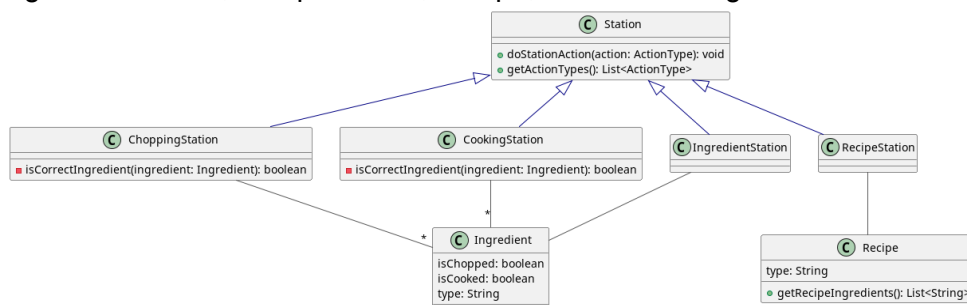 C Station
doStationAction(action: ActionType): void
getActionTypes(): List<ActionType>
C ChoppingStation
isCorrectIngredient(ingredient: Ingredient): boolean
C CookingStation
isCorrectIngredient(ingredient: Ingredient): boolean
C IngredientStation
C RecipeStation
*
*
C Ingredient
isChopped: boolean
isCooked: boolean
type: String
C Recipe
type: String
getRecipeIngredients(): List<String>